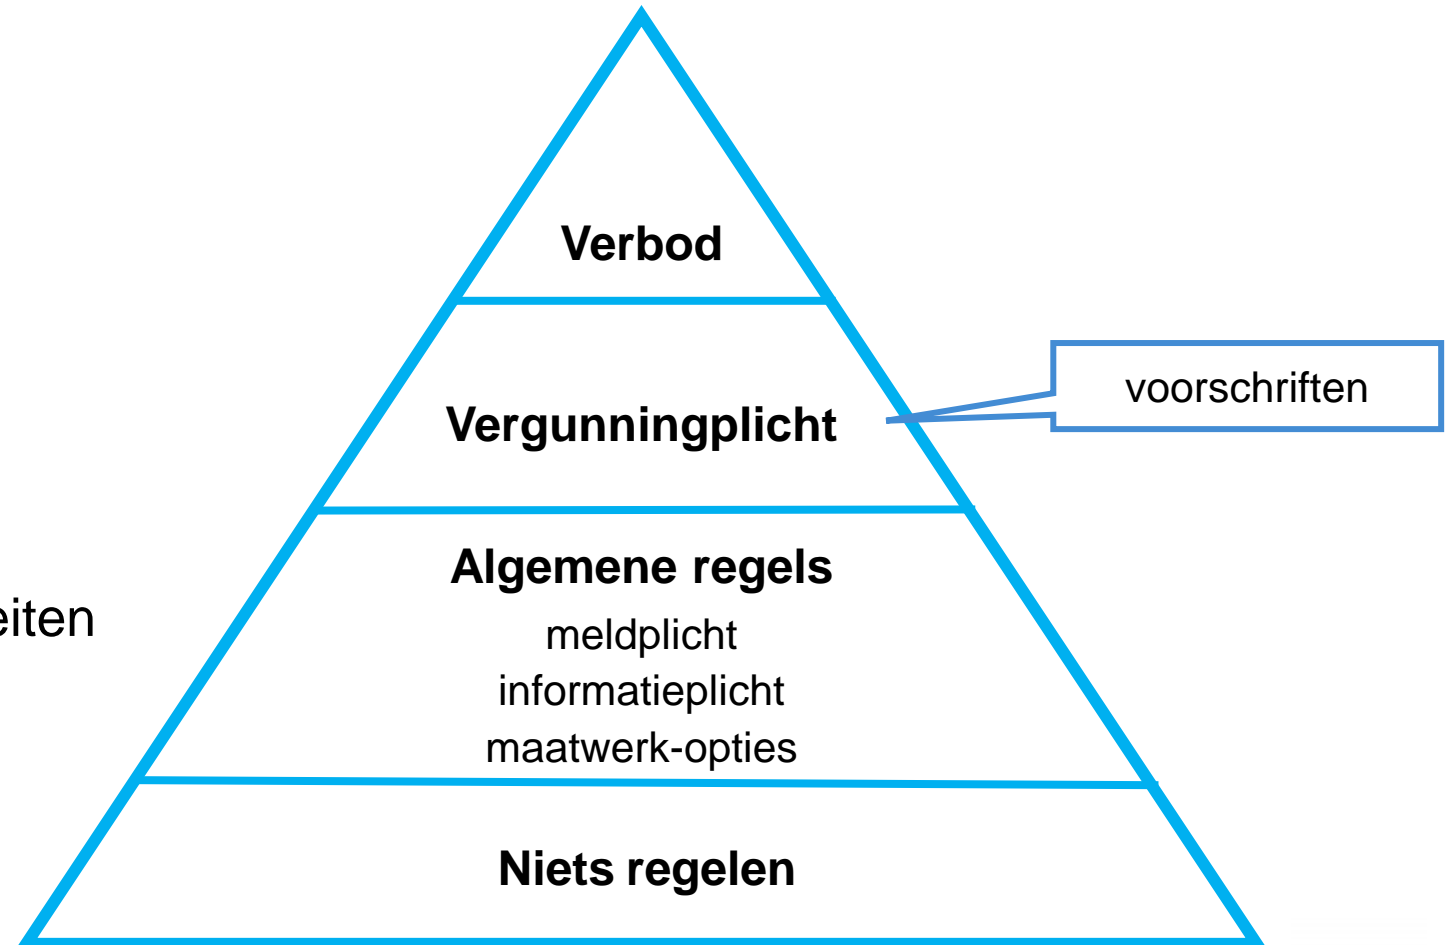 Verbod
voorschriften
Vergunningplicht
Algemene regels
eiten
meldplicht
informatieplicht
maatwerk-opties
Niets regelen